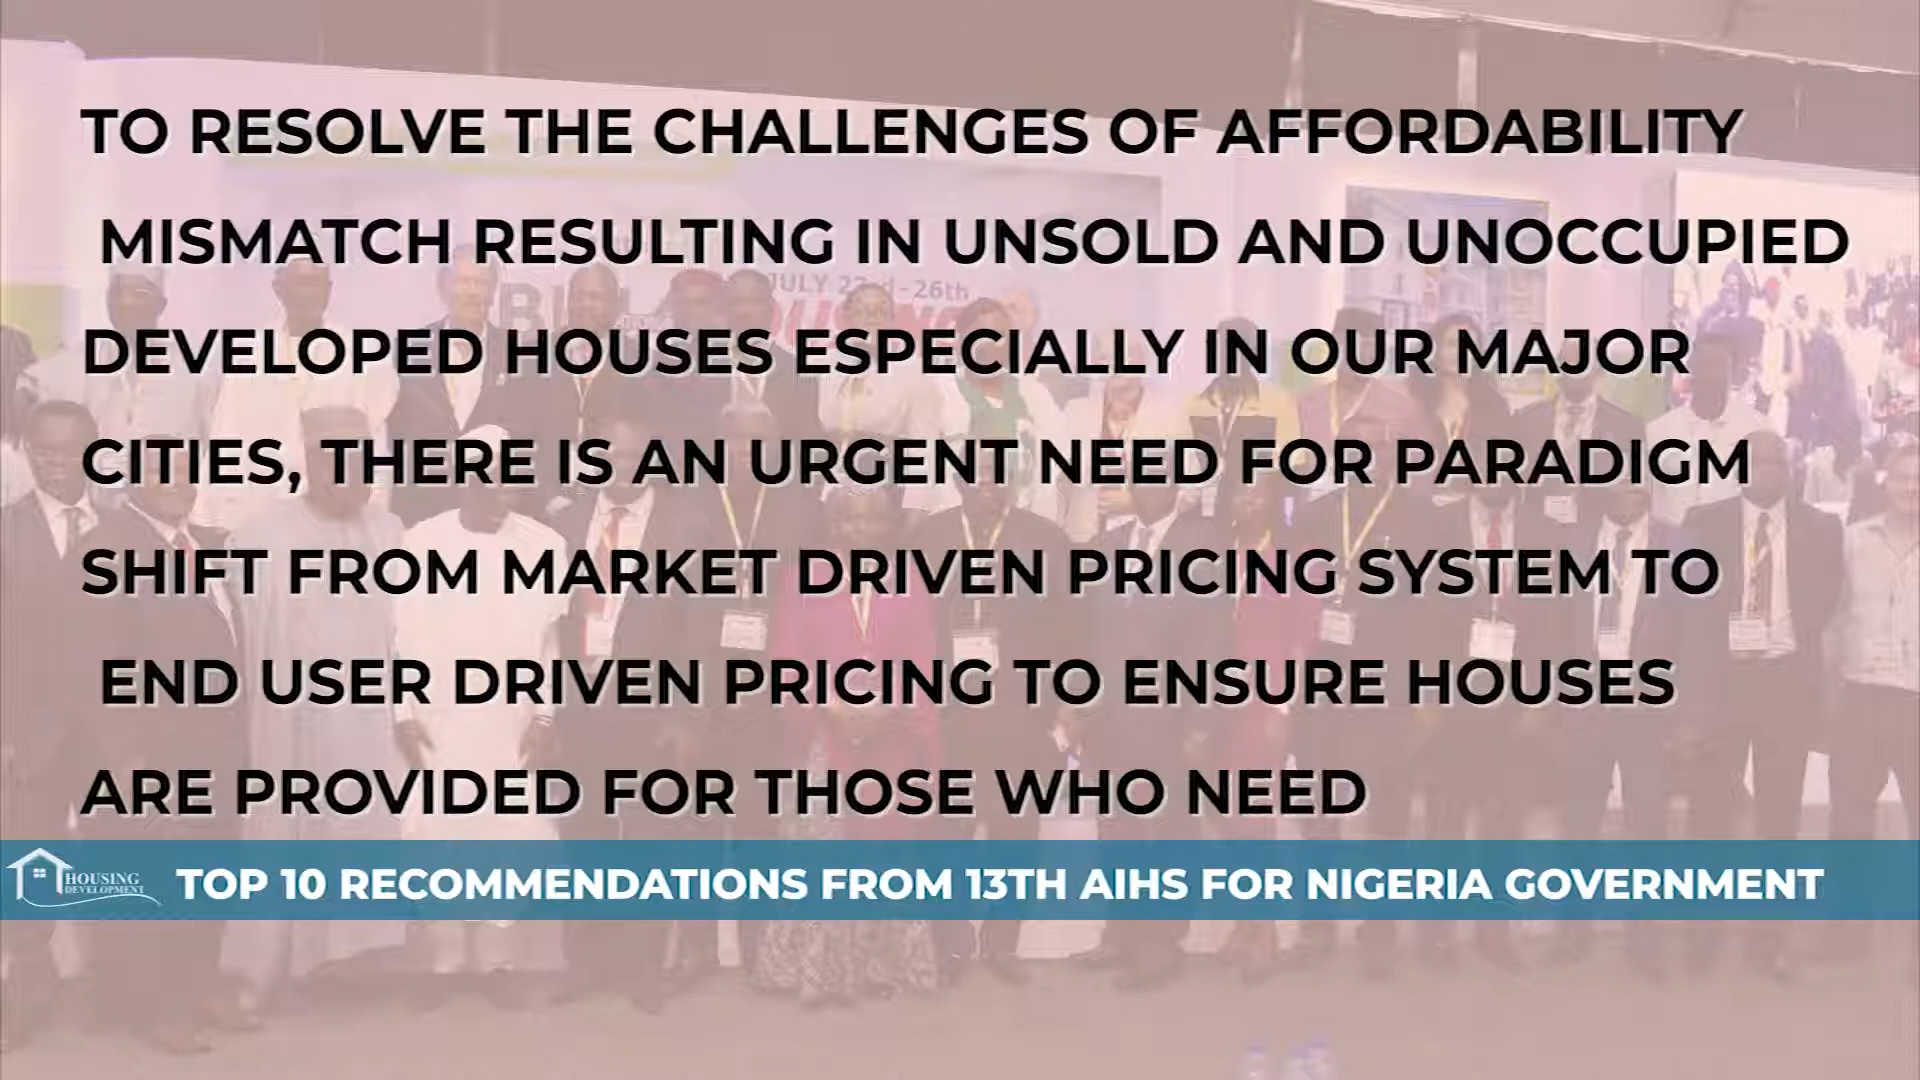 TO RESOLVE THE CHALLENGES OF AFFORDABILITY
MISMATCH RESULTING IN UNSOLD AND UNOCCUPIED
DEVELOPED HOUSES ESPECIALLY IN OUR MAJOR
CITIES, THERE IS AN URGENT NEED FOR PARADIGM
SHIFT FROM MARKET DRIVEN PRICING SYSTEM TO
END USER DRIVEN PRICING TO ENSURE HOUSES
ARE PROVIDED FOR THOSE WHO NEED
JULY 22nd - 26th
HOUSING
DEVELOPMENT
TOP 10 RECOMMENDATIONS FROM 13TH AIHS FOR NIGERIA GOVERNMENT